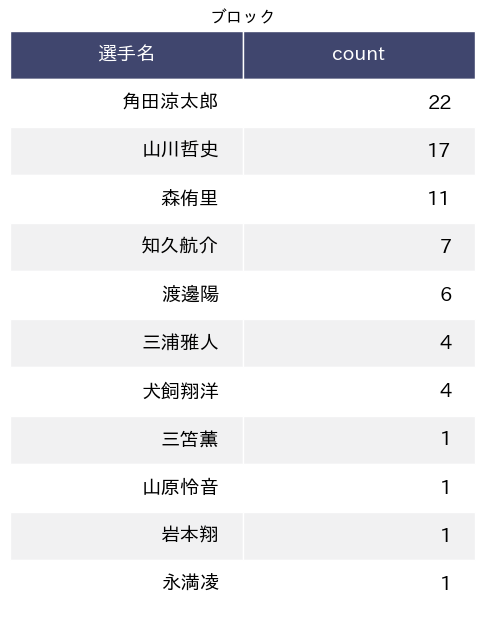 ブロック
選手名 count
角田涼太郎 22
山川哲史 17
森侑里 11
知久航介 7
渡邊陽 6
三浦雅人 4
犬飼翔洋 4
三笘薫 1
山原怜音 1
岩本翔 1
永満凌 1